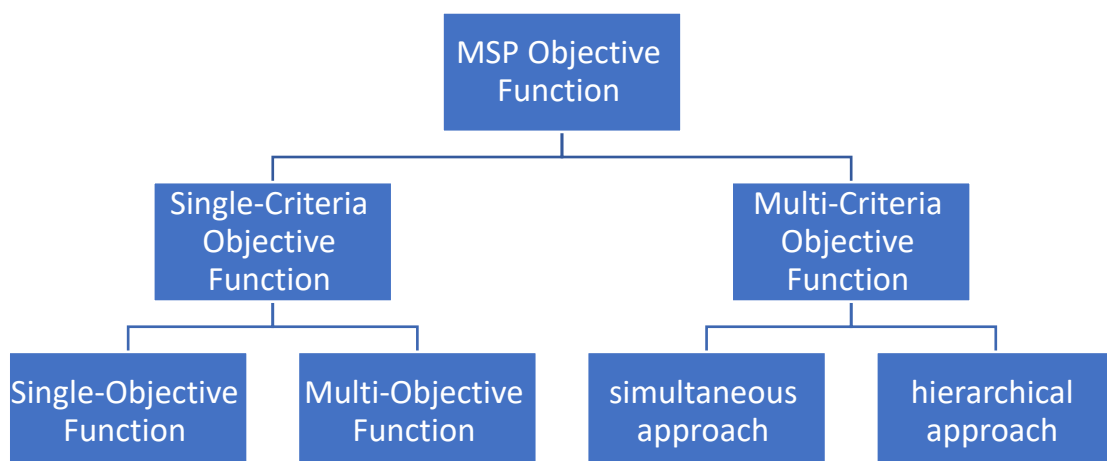 MSP Objective
Function
Single-Criteria
Objective
Function
Multi-Criteria
Objective
Function
Single-Objective
Function
Multi-Objective
Function
simultaneous
approach
hierarchical
approach